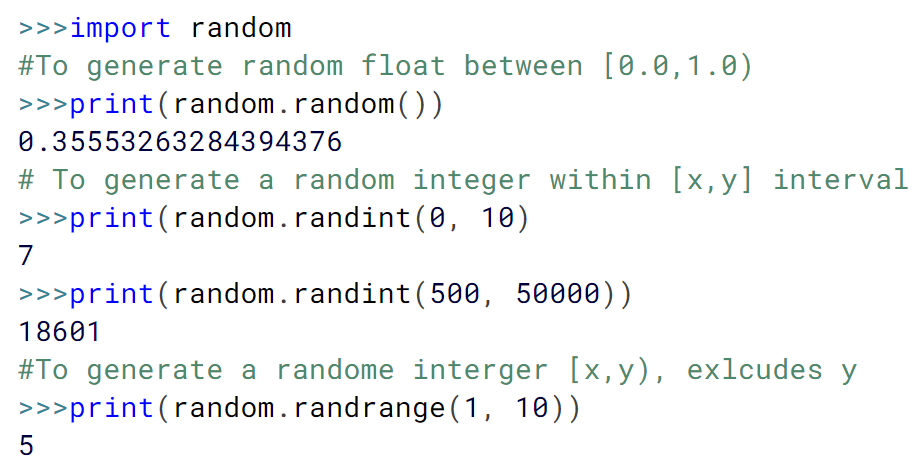 >>>import random
#To generate random float between [0.0,1.0)
>>>print(random.random())
0.35553263284394376
# To generate a random integer within [x,y] interval
>>>print(random.randint(0, 10)
7
>>>print(random.randint(500, 50000))
18601
#To generate a randome interger [x,y), exlcudes y
>>>print(random.randrange(1, 10))
5